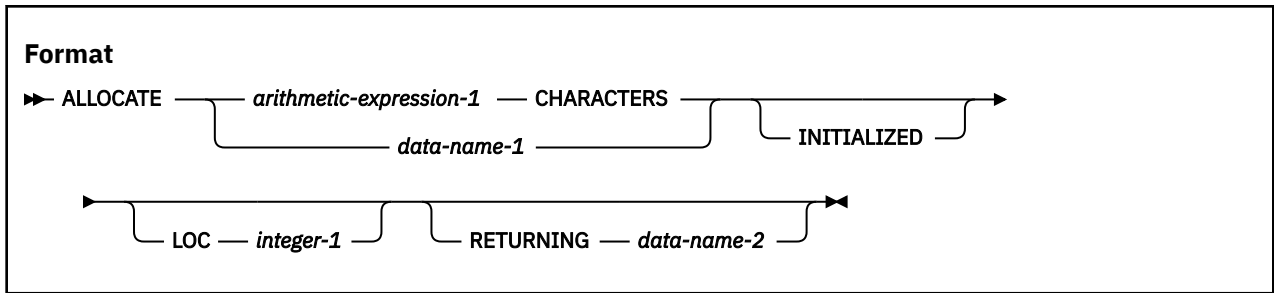 Format
ALLOCATE arithmetic-expression-1 CHARACTERS
data-name-1
INITIALIZED
LOC integer-1 RETURNING data-name-2